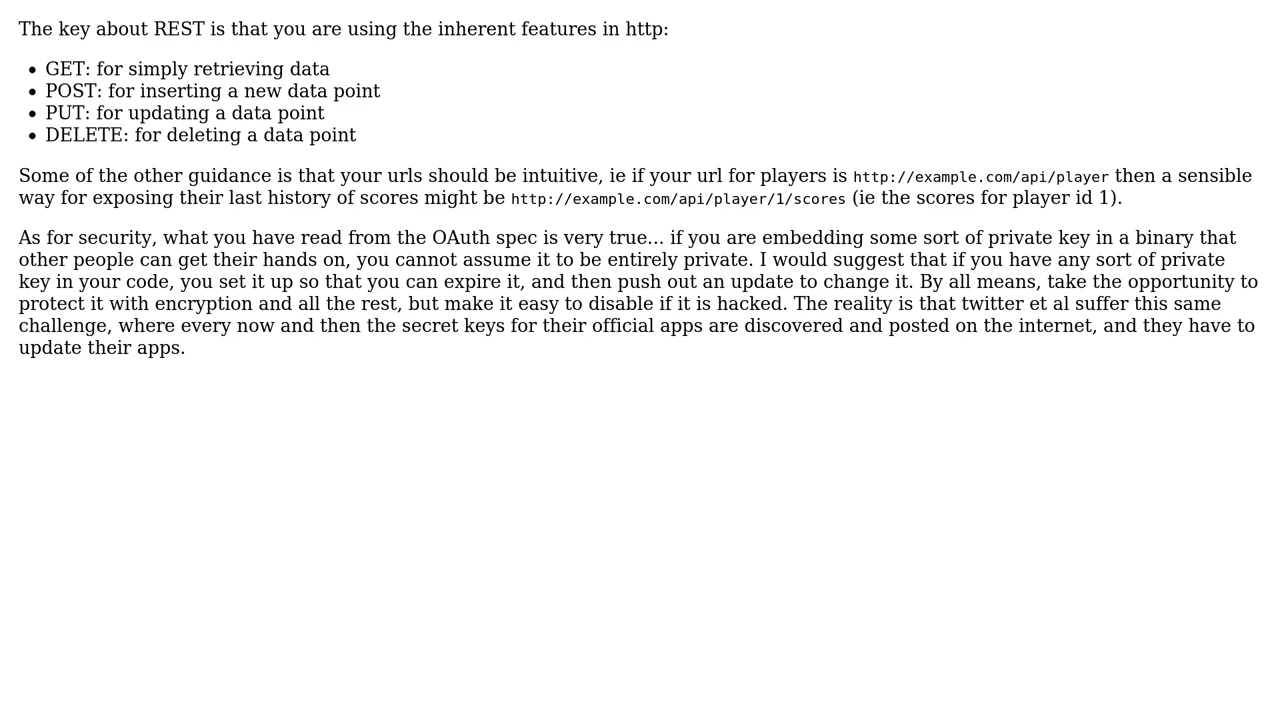 The key about REST is that you are using the inherent features in http:
• GET: for simply retrieving data
• POST: for inserting a new data point
• PUT: for updating a data point
• DELETE: for deleting a data point
Some of the other guidance is that your urls should be intuitive, ie if your url for players is http://example.com/api/player then a sensible
way for exposing their last history of scores might be http://example.com/api/player/1/scores (ie the scores for player id 1).
As for security, what you have read from the OAuth spec is very true... if you are embedding some sort of private key in a binary that
other people can get their hands on, you cannot assume it to be entirely private. I would suggest that if you have any sort of private
key in your code, you set it up so that you can expire it, and then push out an update to change it. By all means, take the opportunity to
protect it with encryption and all the rest, but make it easy to disable if it is hacked. The reality is that twitter et al suffer this same
challenge, where every now and then the secret keys for their official apps are discovered and posted on the internet, and they have to
update their apps.